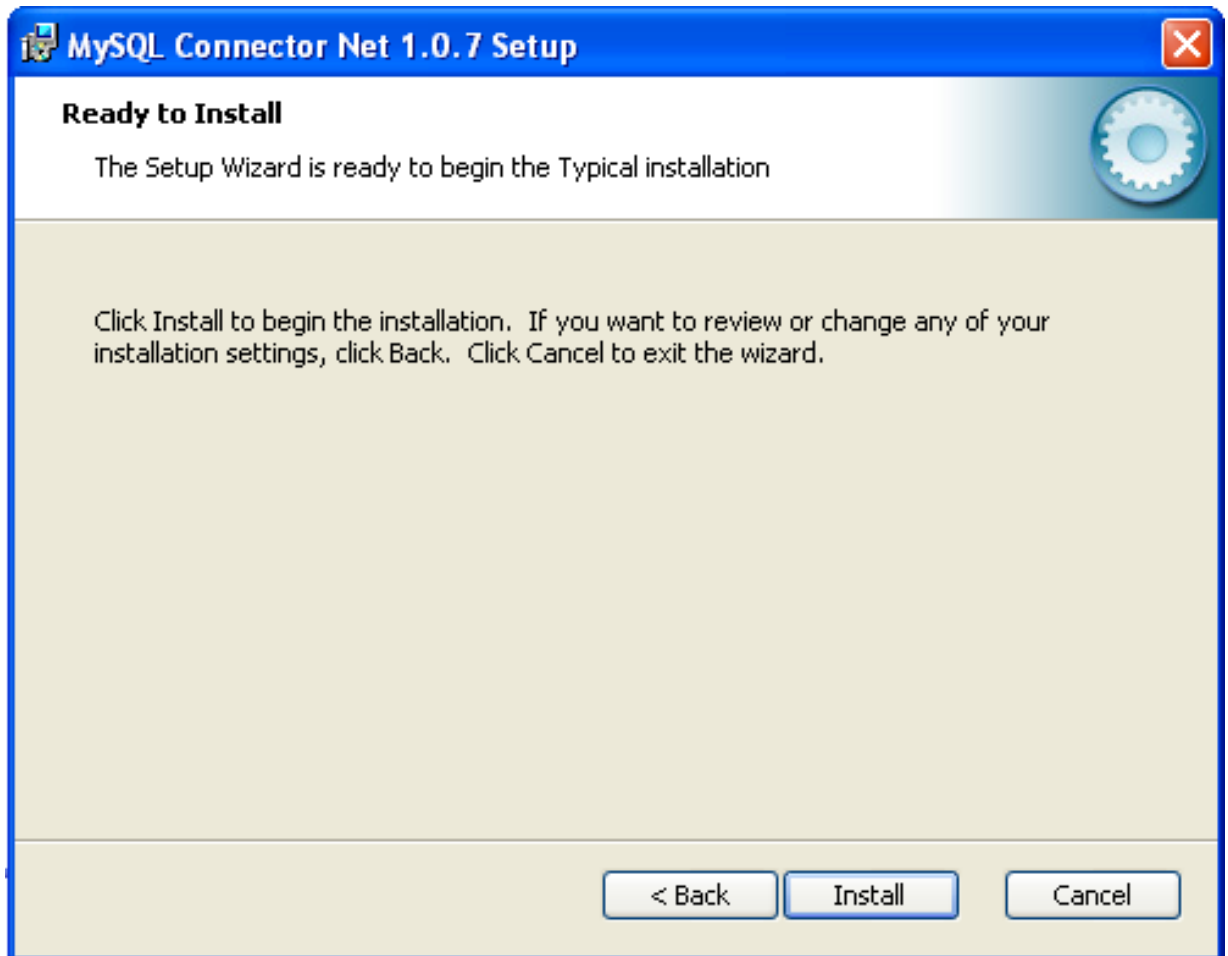 MySQL Connector Net 1.0.7 Setup
Ready to Install
The Setup Wizard is ready to begin the Typical installation
Click Install to begin the installation.  If you want to review or change any of your
installation settings, click Back.  Click Cancel to exit the wizard.
< Back Install Cancel